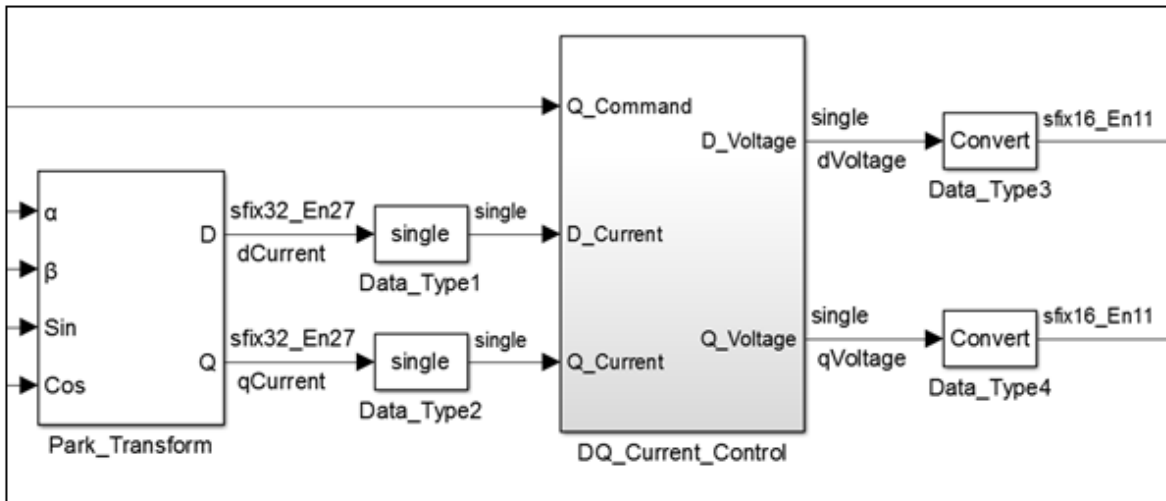 Q_Command
single
sfix16_En11
D_Voltage
Convert
dVoltage
Data_Type3
α
sfix32_En27
single
D
single
D_Current
dCurrent
β
Data_Type1
Sin
sfix32_En27
single
single
sfix16_En11
Q_Voltage
Convert
Q
single
Q_Current
qCurrent
qVoltage
Data_Type4
Cos
Data_Type2
Park_Transform
DQ_Current_Control